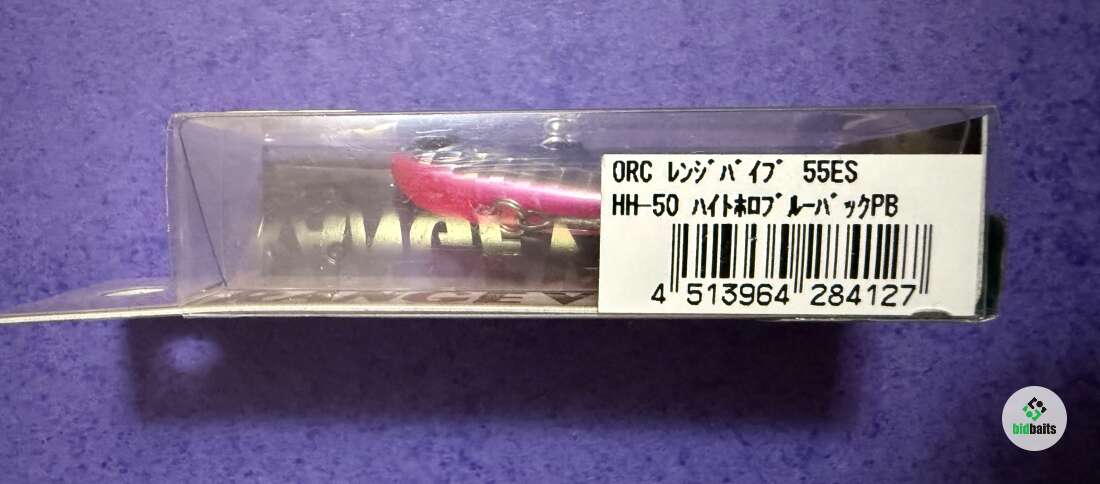 ORC ﾚﾝｼﾞﾊﾞｲﾌﾞ 55ES
HH-50 ﾊｲﾄﾎﾛﾌﾞﾙｰﾊﾞｯｸPB
4 513964 284127
bidbaits